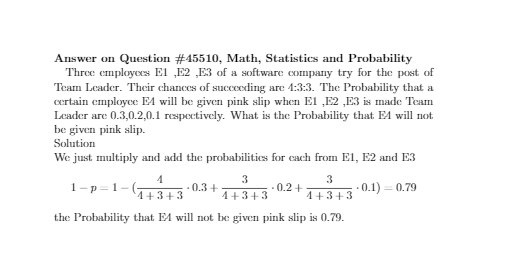 Answer on Question #45510, Math, Statistics and Probability
Three employees E1 ,E2 ,E3 of a software company try for the post of
Team Leader. Their chances of succeeding are 4:3:3. The Probability that a
certain employee E4 will be given pink slip when E1 ,E2 ,E3 is made Team
Leader are 0.3,0.2,0.1 respectively. What is the Probability that E4 will not
be given pink slip.
Solution
We just multiply and add the probabilities for each from E1, E2 and E3
1 − p = 1 − (4/(4 + 3 + 3) · 0.3 + 3/(4 + 3 + 3) · 0.2 + 3/(4 + 3 + 3) · 0.1) = 0.79
the Probability that E4 will not be given pink slip is 0.79.